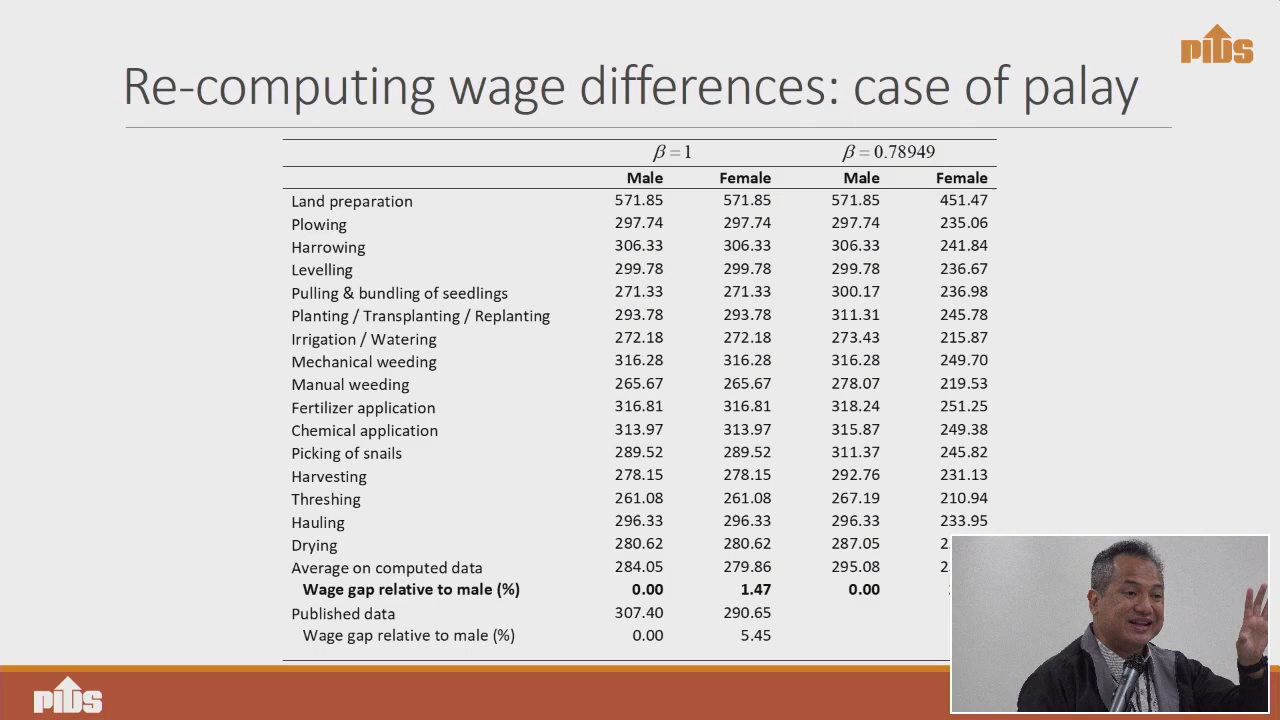 PIDS
Re-computing wage differences: case of palay
β = 1 β = 0.78949
Male Female Male Female
Land preparation 571.85 571.85 571.85 451.47
Plowing 297.74 297.74 297.74 235.06
Harrowing 306.33 306.33 306.33 241.84
Levelling 299.78 299.78 299.78 236.67
Pulling & bundling of seedlings 271.33 271.33 300.17 236.98
Planting / Transplanting / Replanting 293.78 293.78 311.31 245.78
Irrigation / Watering 272.18 272.18 273.43 215.87
Mechanical weeding 316.28 316.28 316.28 249.70
Manual weeding 265.67 265.67 278.07 219.53
Fertilizer application 316.81 316.81 318.24 251.25
Chemical application 313.97 313.97 315.87 249.38
Picking of snails 289.52 289.52 311.37 245.82
Harvesting 278.15 278.15 292.76 231.13
Threshing 261.08 261.08 267.19 210.94
Hauling 296.33 296.33 296.33 233.95
Drying 280.62 280.62 287.05
Average on computed data 284.05 279.86 295.08
Wage gap relative to male (%) 0.00 1.47 0.00
Published data 307.40 290.65
Wage gap relative to male (%) 0.00 5.45
PIDS